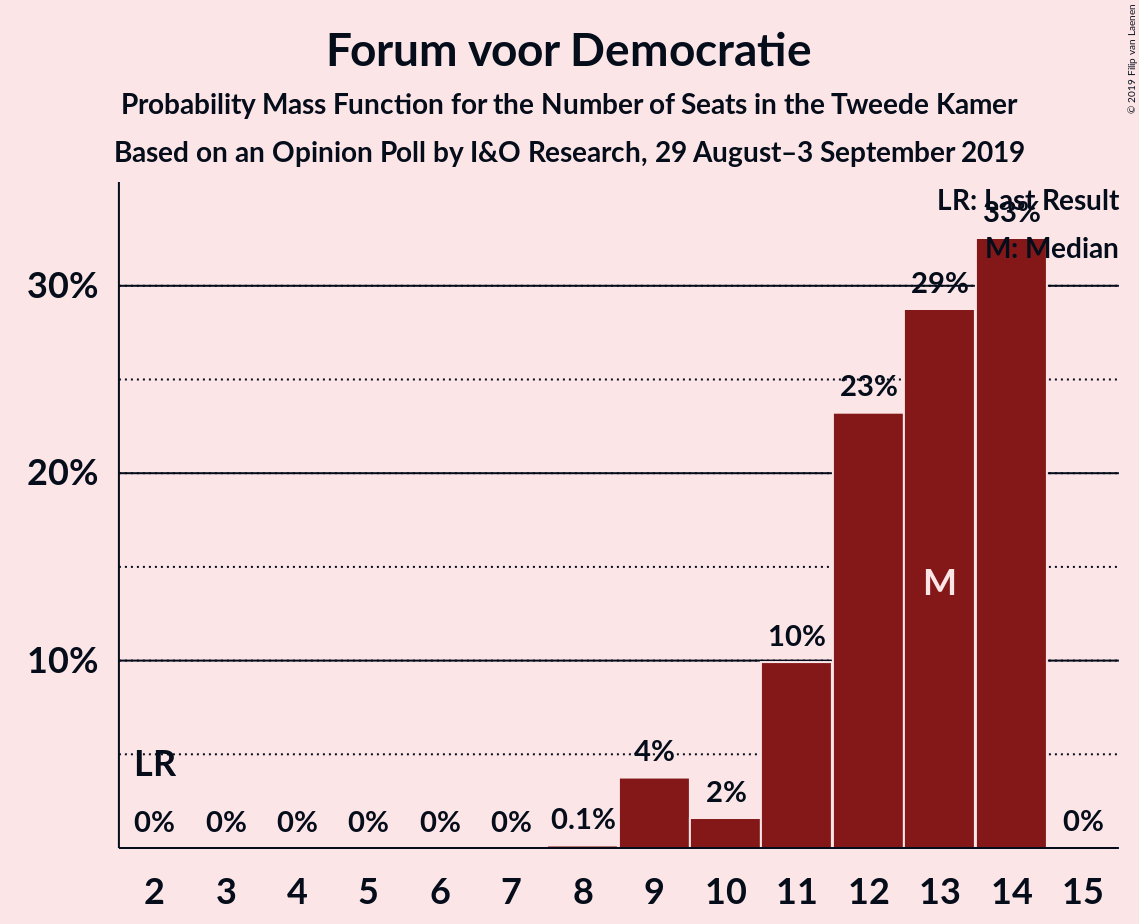 Forum voor Democratie
Probability Mass Function for the Number of Seats in the Tweede Kamer
Based on an Opinion Poll by I&O Research, 29 August–3 September 2019
© 2019 Filip van Laenen
LR: Last Result
M: Median
33%
29%
30%
23%
20%
M
10%
10%
LR
4%
2%
0% 0% 0% 0% 0% 0% 0.1% 0%
2 3 4 5 6 7 8 9 10 11 12 13 14 15